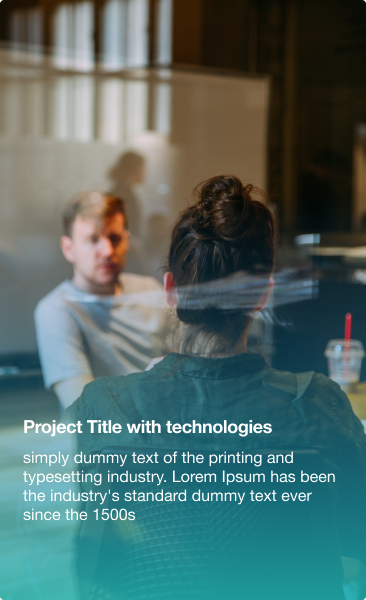 Project Title with technologies
simply dummy text of the printing and
typesetting industry. Lorem Ipsum has been
the industry's standard dummy text ever
since the 1500s